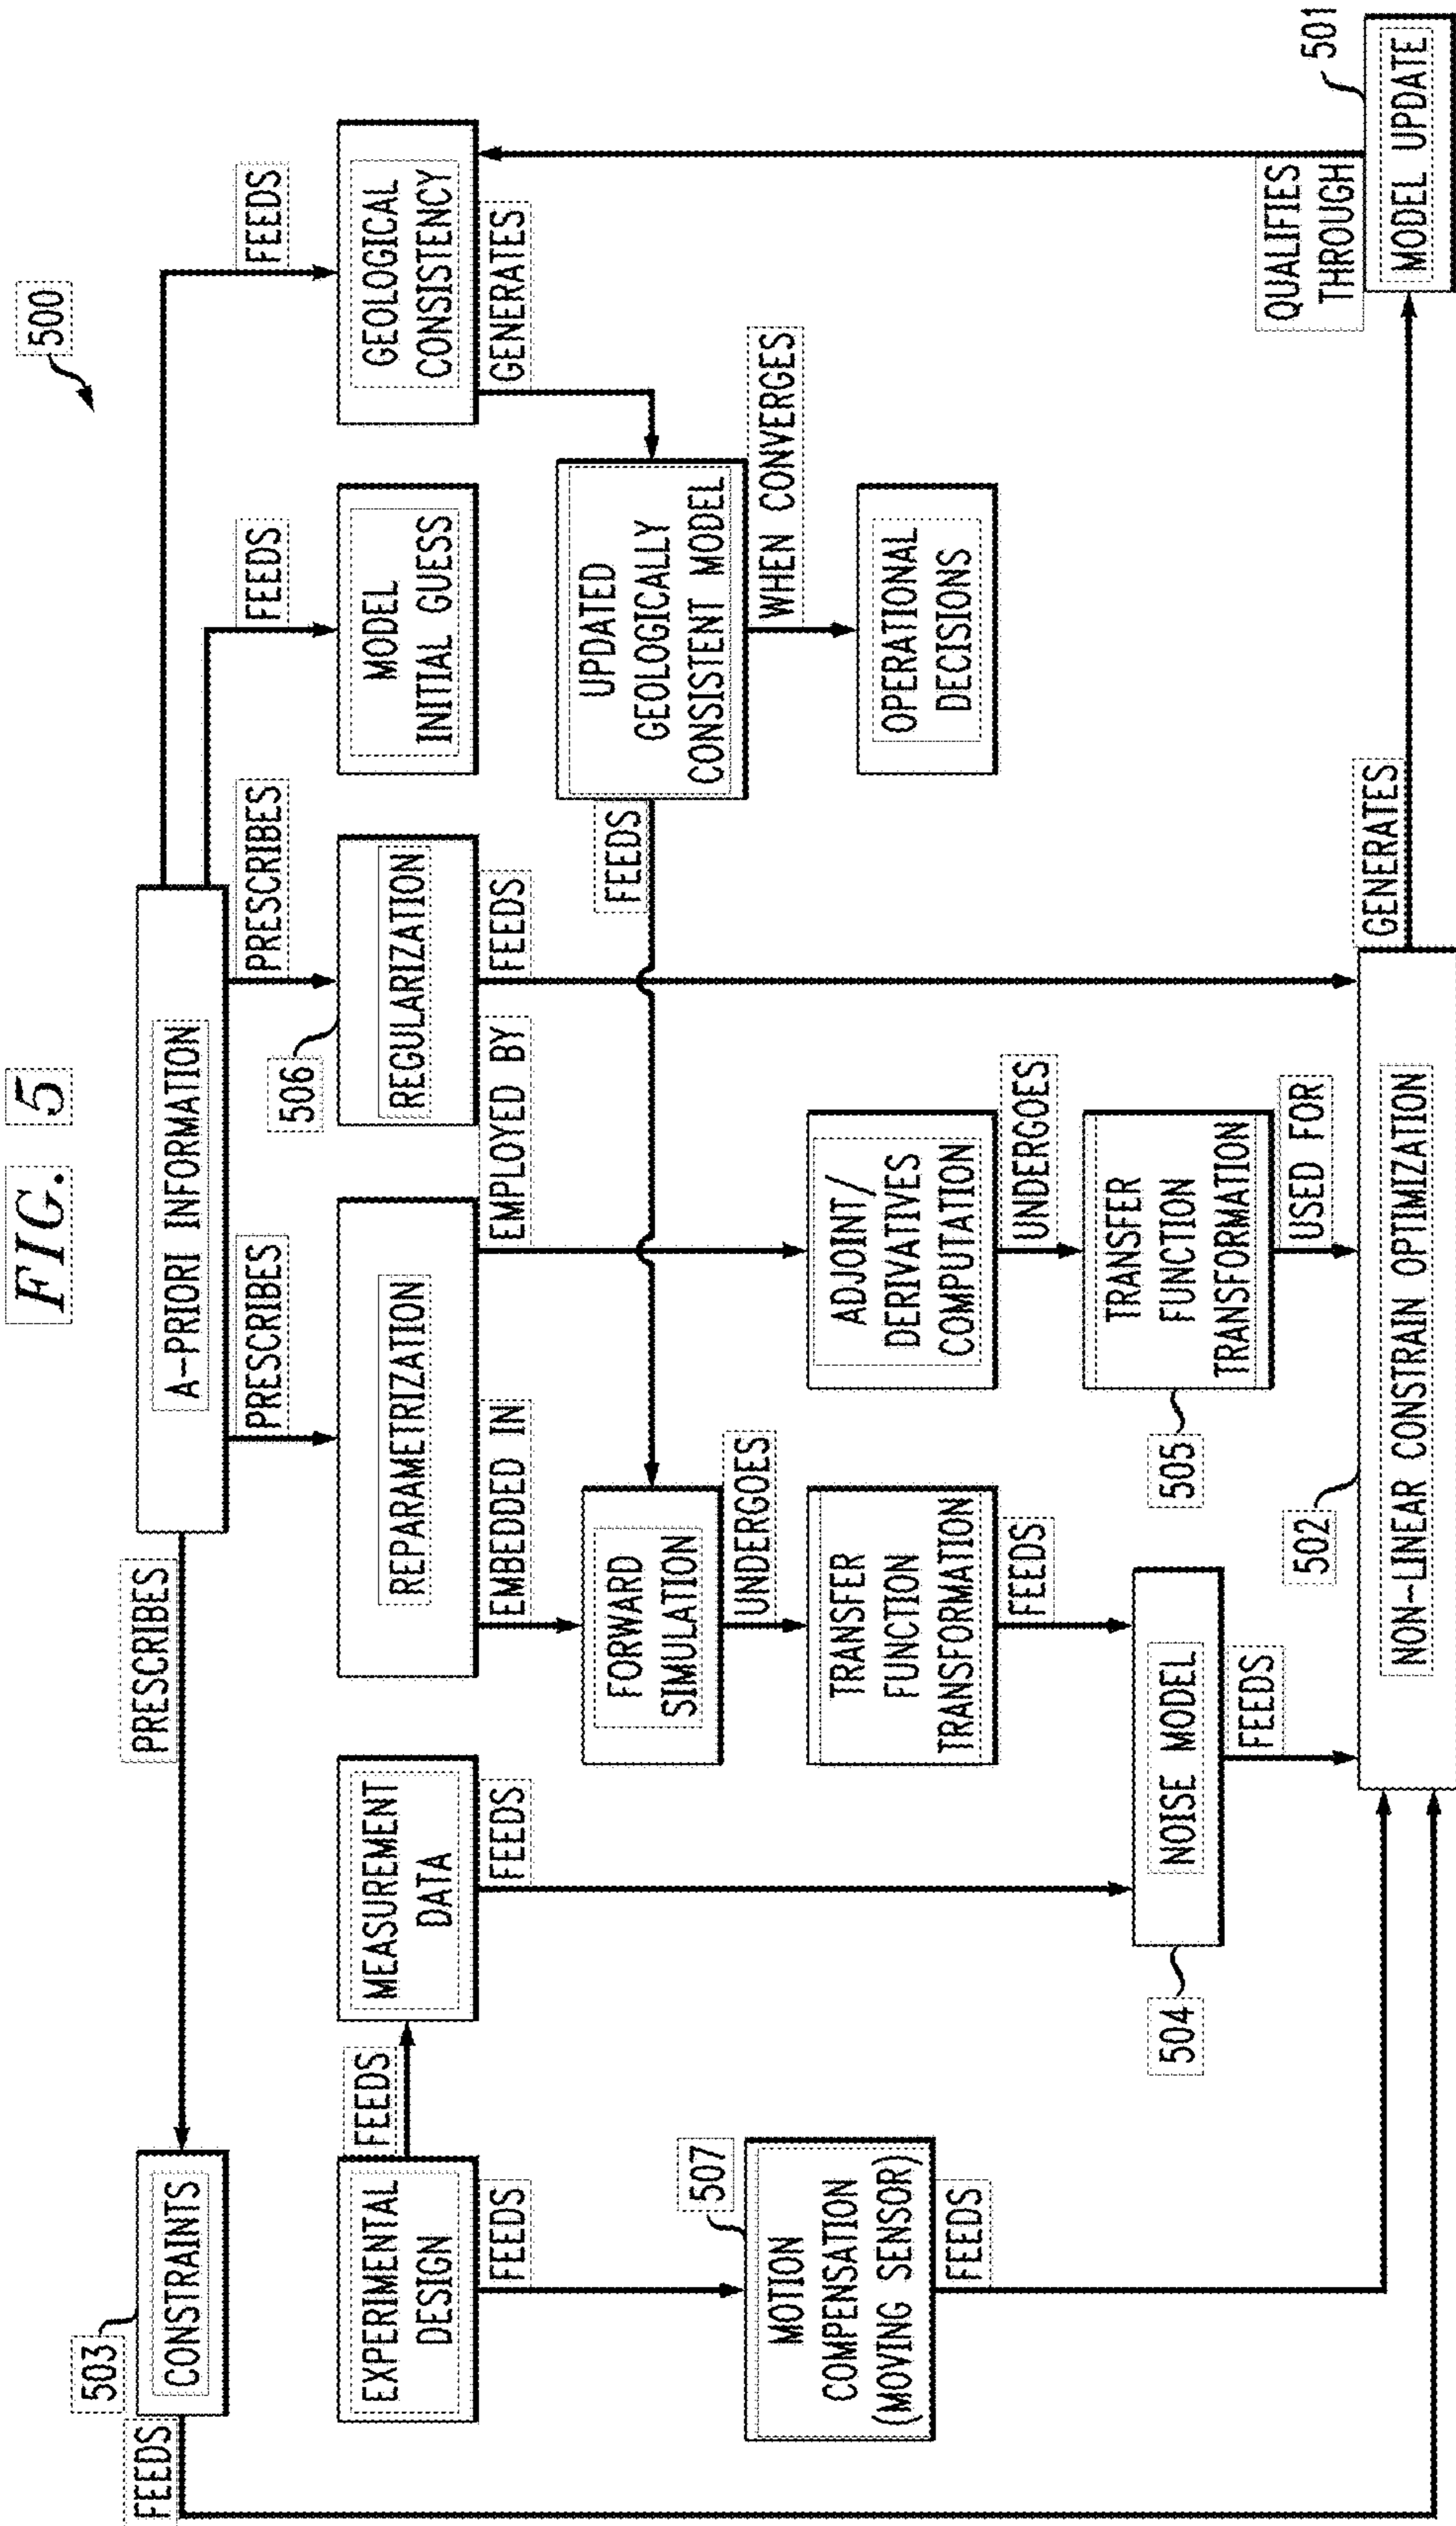 FIG. 5
500
A-PRIORI INFORMATION
503
CONSTRAINTS
PRESCRIBES
FEEDS
PRESCRIBES
PRESCRIBES
FEEDS
FEEDS
506
EXPERIMENTAL
DESIGN
FEEDS
MEASUREMENT
DATA
REPARAMETRIZATION
REGULARIZATION
MODEL
INITIAL GUESS
GEOLOGICAL
CONSISTENCY
FEEDS
FEEDS
EMBEDDED IN
EMPLOYED BY
FEEDS
GENERATES
507
MOTION
COMPENSATION
(MOVING SENSOR)
FEEDS
FORWARD
SIMULATION
UNDERGOES
TRANSFER
FUNCTION
TRANSFORMATION
FEEDS
504
NOISE MODEL
FEEDS
ADJOINT/
DERIVATIVES
COMPUTATION
UNDERGOES
505
TRANSFER
FUNCTION
TRANSFORMATION
USED FOR
FEEDS
UPDATED
GEOLOGICALLY
CONSISTENT MODEL
WHEN CONVERGES
OPERATIONAL
DECISIONS
502
NON-LINEAR CONSTRAIN OPTIMIZATION
GENERATES
QUALIFIES
THROUGH
501
MODEL UPDATE